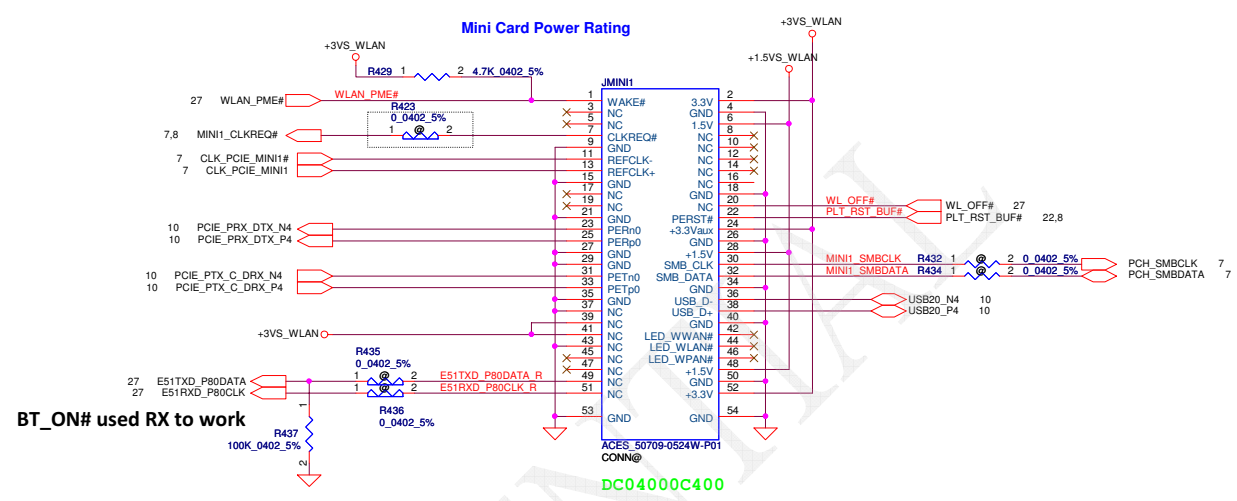 Mini Card Power Rating
+3VS_WLAN
+3VS_WLAN
+1.5VS_WLAN
R429 1 2 4.7K_0402_5%
JMINI1
27 WLAN_PME# WLAN_PME# 1 WAKE# 3.3V 2
3 NC GND 4
R423
0_0402_5%
5 NC 1.5V 6
7,8 MINI1_CLKREQ# 1 @ 2 7 CLKREQ# NC 8
9 GND NC 10
7 CLK_PCIE_MINI1# 11 REFCLK- NC 12
7 CLK_PCIE_MINI1 13 REFCLK+ NC 14
15 GND NC 16
17 NC GND 18
19 NC NC 20 WL_OFF# WL_OFF# 27
21 GND PERST# 22 PLT_RST_BUF# PLT_RST_BUF# 22,8
10 PCIE_PRX_DTX_N4 23 PERn0 +3.3Vaux 24
10 PCIE_PRX_DTX_P4 25 PERp0 GND 26
27 GND +1.5V 28
29 GND SMB_CLK 30 MINI1_SMBCLK R432 1 @ 2 0_0402_5% PCH_SMBCLK 7
10 PCIE_PTX_C_DRX_N4 31 PETn0 SMB_DATA 32 MINI1_SMBDATA R434 1 @ 2 0_0402_5% PCH_SMBDATA 7
10 PCIE_PTX_C_DRX_P4 33 PETp0 GND 34
35 GND USB_D- 36 USB20_N4 10
37 NC USB_D+ 38 USB20_P4 10
39 NC GND 40
+3VS_WLAN 41 NC LED_WWAN# 42
43 NC LED_WLAN# 44
45 NC LED_WPAN# 46
R435
0_0402_5%
47 NC +1.5V 48
27 E51TXD_P80DATA 1 @ 2 E51TXD_P80DATA_R 49 NC GND 50
27 E51RXD_P80CLK 1 @ 2 E51RXD_P80CLK_R 51 NC +3.3V 52
R436
0_0402_5%
53 GND GND 54
BT_ON# used RX to work
1
R437
100K_0402_5%
2
ACES_50709-0524W-P01
CONN@
DC04000C400